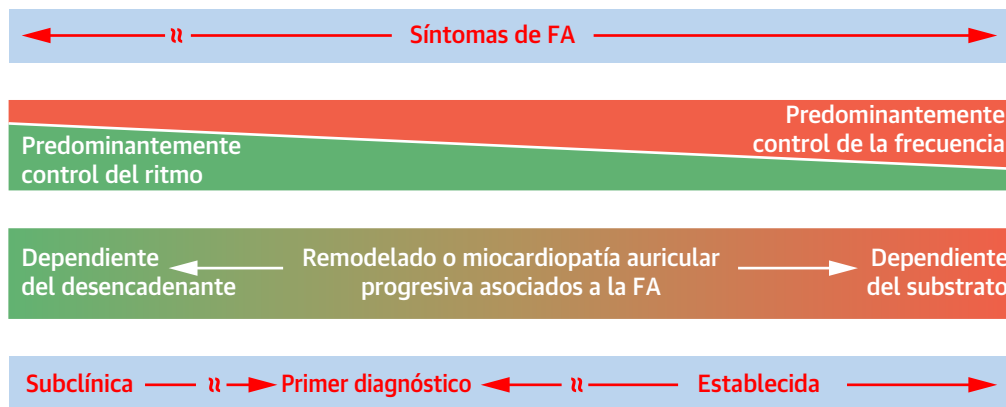 Síntomas de FA
Predominantemente
control de la frecuencia
Predominantemente
control del ritmo
Dependiente
del desencadenante
Remodelado o miocardiopatía auricular
progresiva asociados a la FA
Dependiente
del substrato
Subclínica
Primer diagnóstico
Establecida